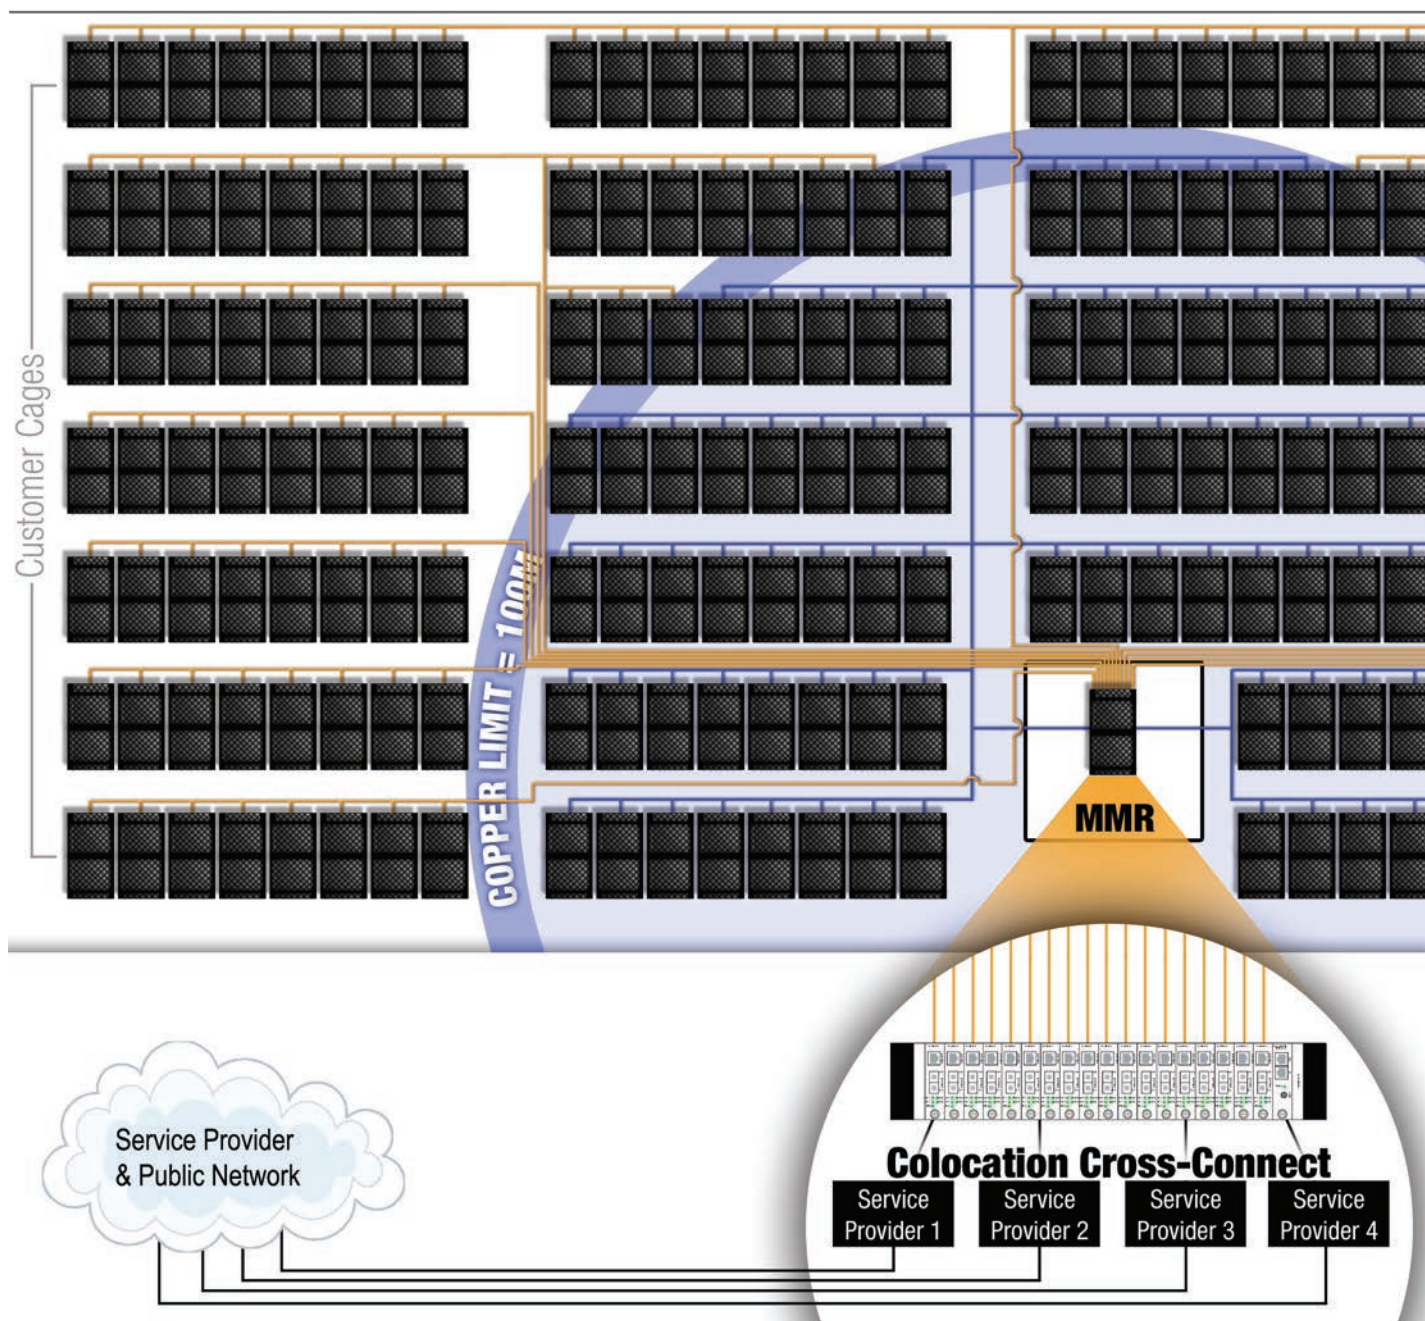 Customer Cages
COPPER LIMIT = 100M
MMR
Service Provider
& Public Network
Colocation Cross-Connect
Service
Provider 1
Service
Provider 2
Service
Provider 3
Service
Provider 4